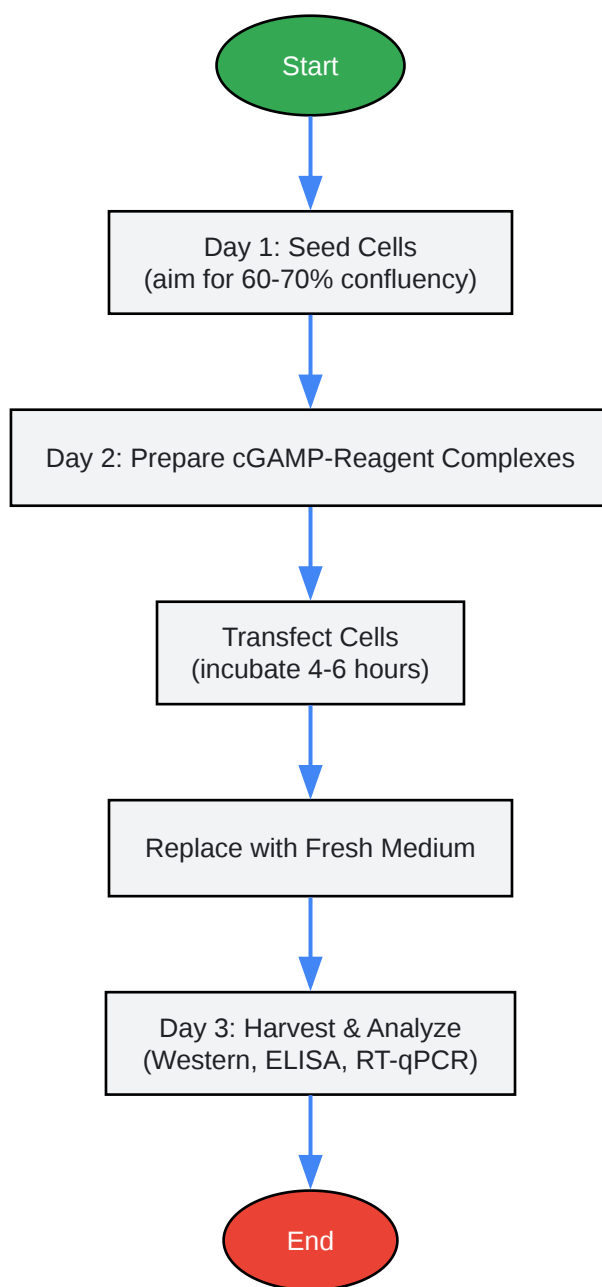 Start
Day 1: Seed Cells
(aim for 60-70% confluency)
Day 2: Prepare cGAMP-Reagent Complexes
Transfect Cells
(incubate 4-6 hours)
Replace with Fresh Medium
Day 3: Harvest & Analyze
(Western, ELISA, RT-qPCR)
End